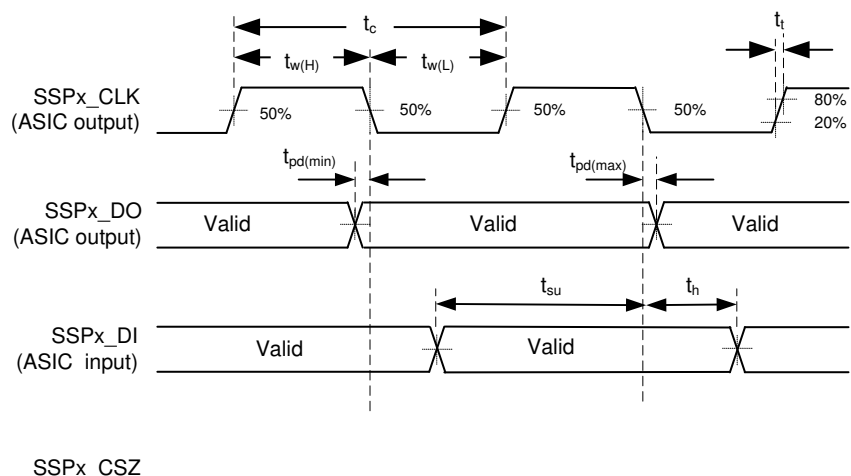 t_c
t_t
t_w(H)
t_w(L)
SSPx_CLK
(ASIC output)
50%
50%
50%
50%
80%
20%
t_pd(min)
t_pd(max)
SSPx_DO
(ASIC output)
Valid
Valid
Valid
t_su
t_h
SSPx_DI
(ASIC input)
Valid
Valid
SSPx_CSZ